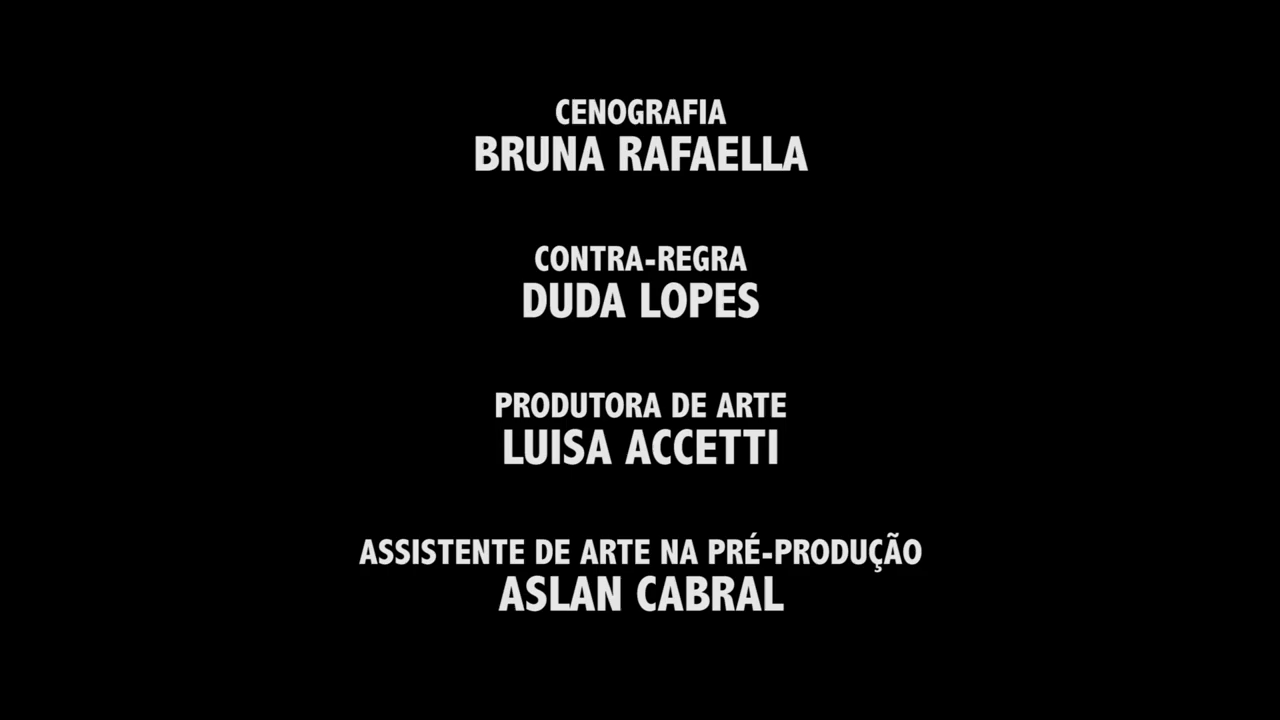 CENOGRAFIA
BRUNA RAFAELLA
CONTRA-REGRA
DUDA LOPES
PRODUTORA DE ARTE
LUISA ACCETTI
ASSISTENTE DE ARTE NA PRÉ-PRODUÇÃO
ASLAN CABRAL